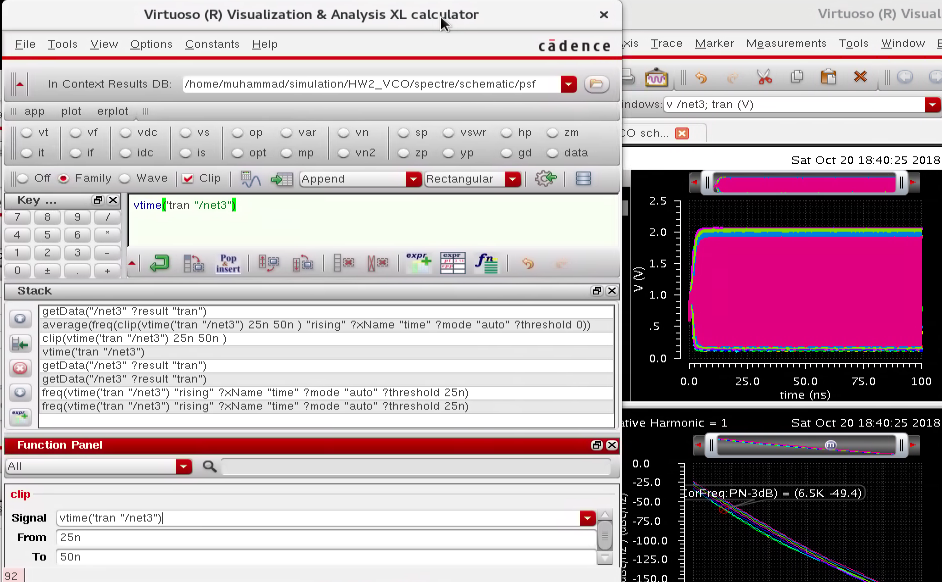 Virtuoso (R) Visualization & Analysis XL calculator
×
Virtuoso (R) Visual
File Tools View Options Constants Help
cādence
xis Trace Marker Measurements Tools Window
In Context Results DB: /home/muhammad/simulation/HW2_VCO/spectre/schematic/psf
ndows: v /net3; tran (V)
app plot erplot
CO sch...
vt vf vdc vs op var vn sp vswr hp zm
it if idc is opt mp vn2 zp yp gd data
Sat Oct 20 18:40:25 2018
Off Family Wave Clip Append Rectangular
Key ...
7 8 9 /
4 5 6 *
1 2 3 -
0 ± . +
vtime('tran "/net3")
Pop
insert
expr
expr
fn
Stack
getData("/net3" ?result "tran")
average(freq(clip(vtime('tran "/net3") 25n 50n ) "rising" ?xName "time" ?mode "auto" ?threshold 0))
clip(vtime('tran "/net3") 25n 50n )
vtime('tran "/net3")
getData("/net3" ?result "tran")
getData("/net3" ?result "tran")
freq(vtime('tran "/net3") "rising" ?xName "time" ?mode "auto" ?threshold 25n)
freq(vtime('tran "/net3") "rising" ?xName "time" ?mode "auto" ?threshold 25n)
expr
Function Panel
All
clip
Signal vtime('tran "/net3")
From 25n
To 50n
92
2.5
2.0
1.5
1.0
.5
0.0
V (V)
0.0 25.0 50.0 75.0 100
time (ns)
ative Harmonic = 1 Sat Oct 20 18:40:25 2018
m
0.0
-25.0
-50.0
-75.0
-100.0
-125.0
-150.0
orFreq:PN-3dB) = (6.5K -49.4)